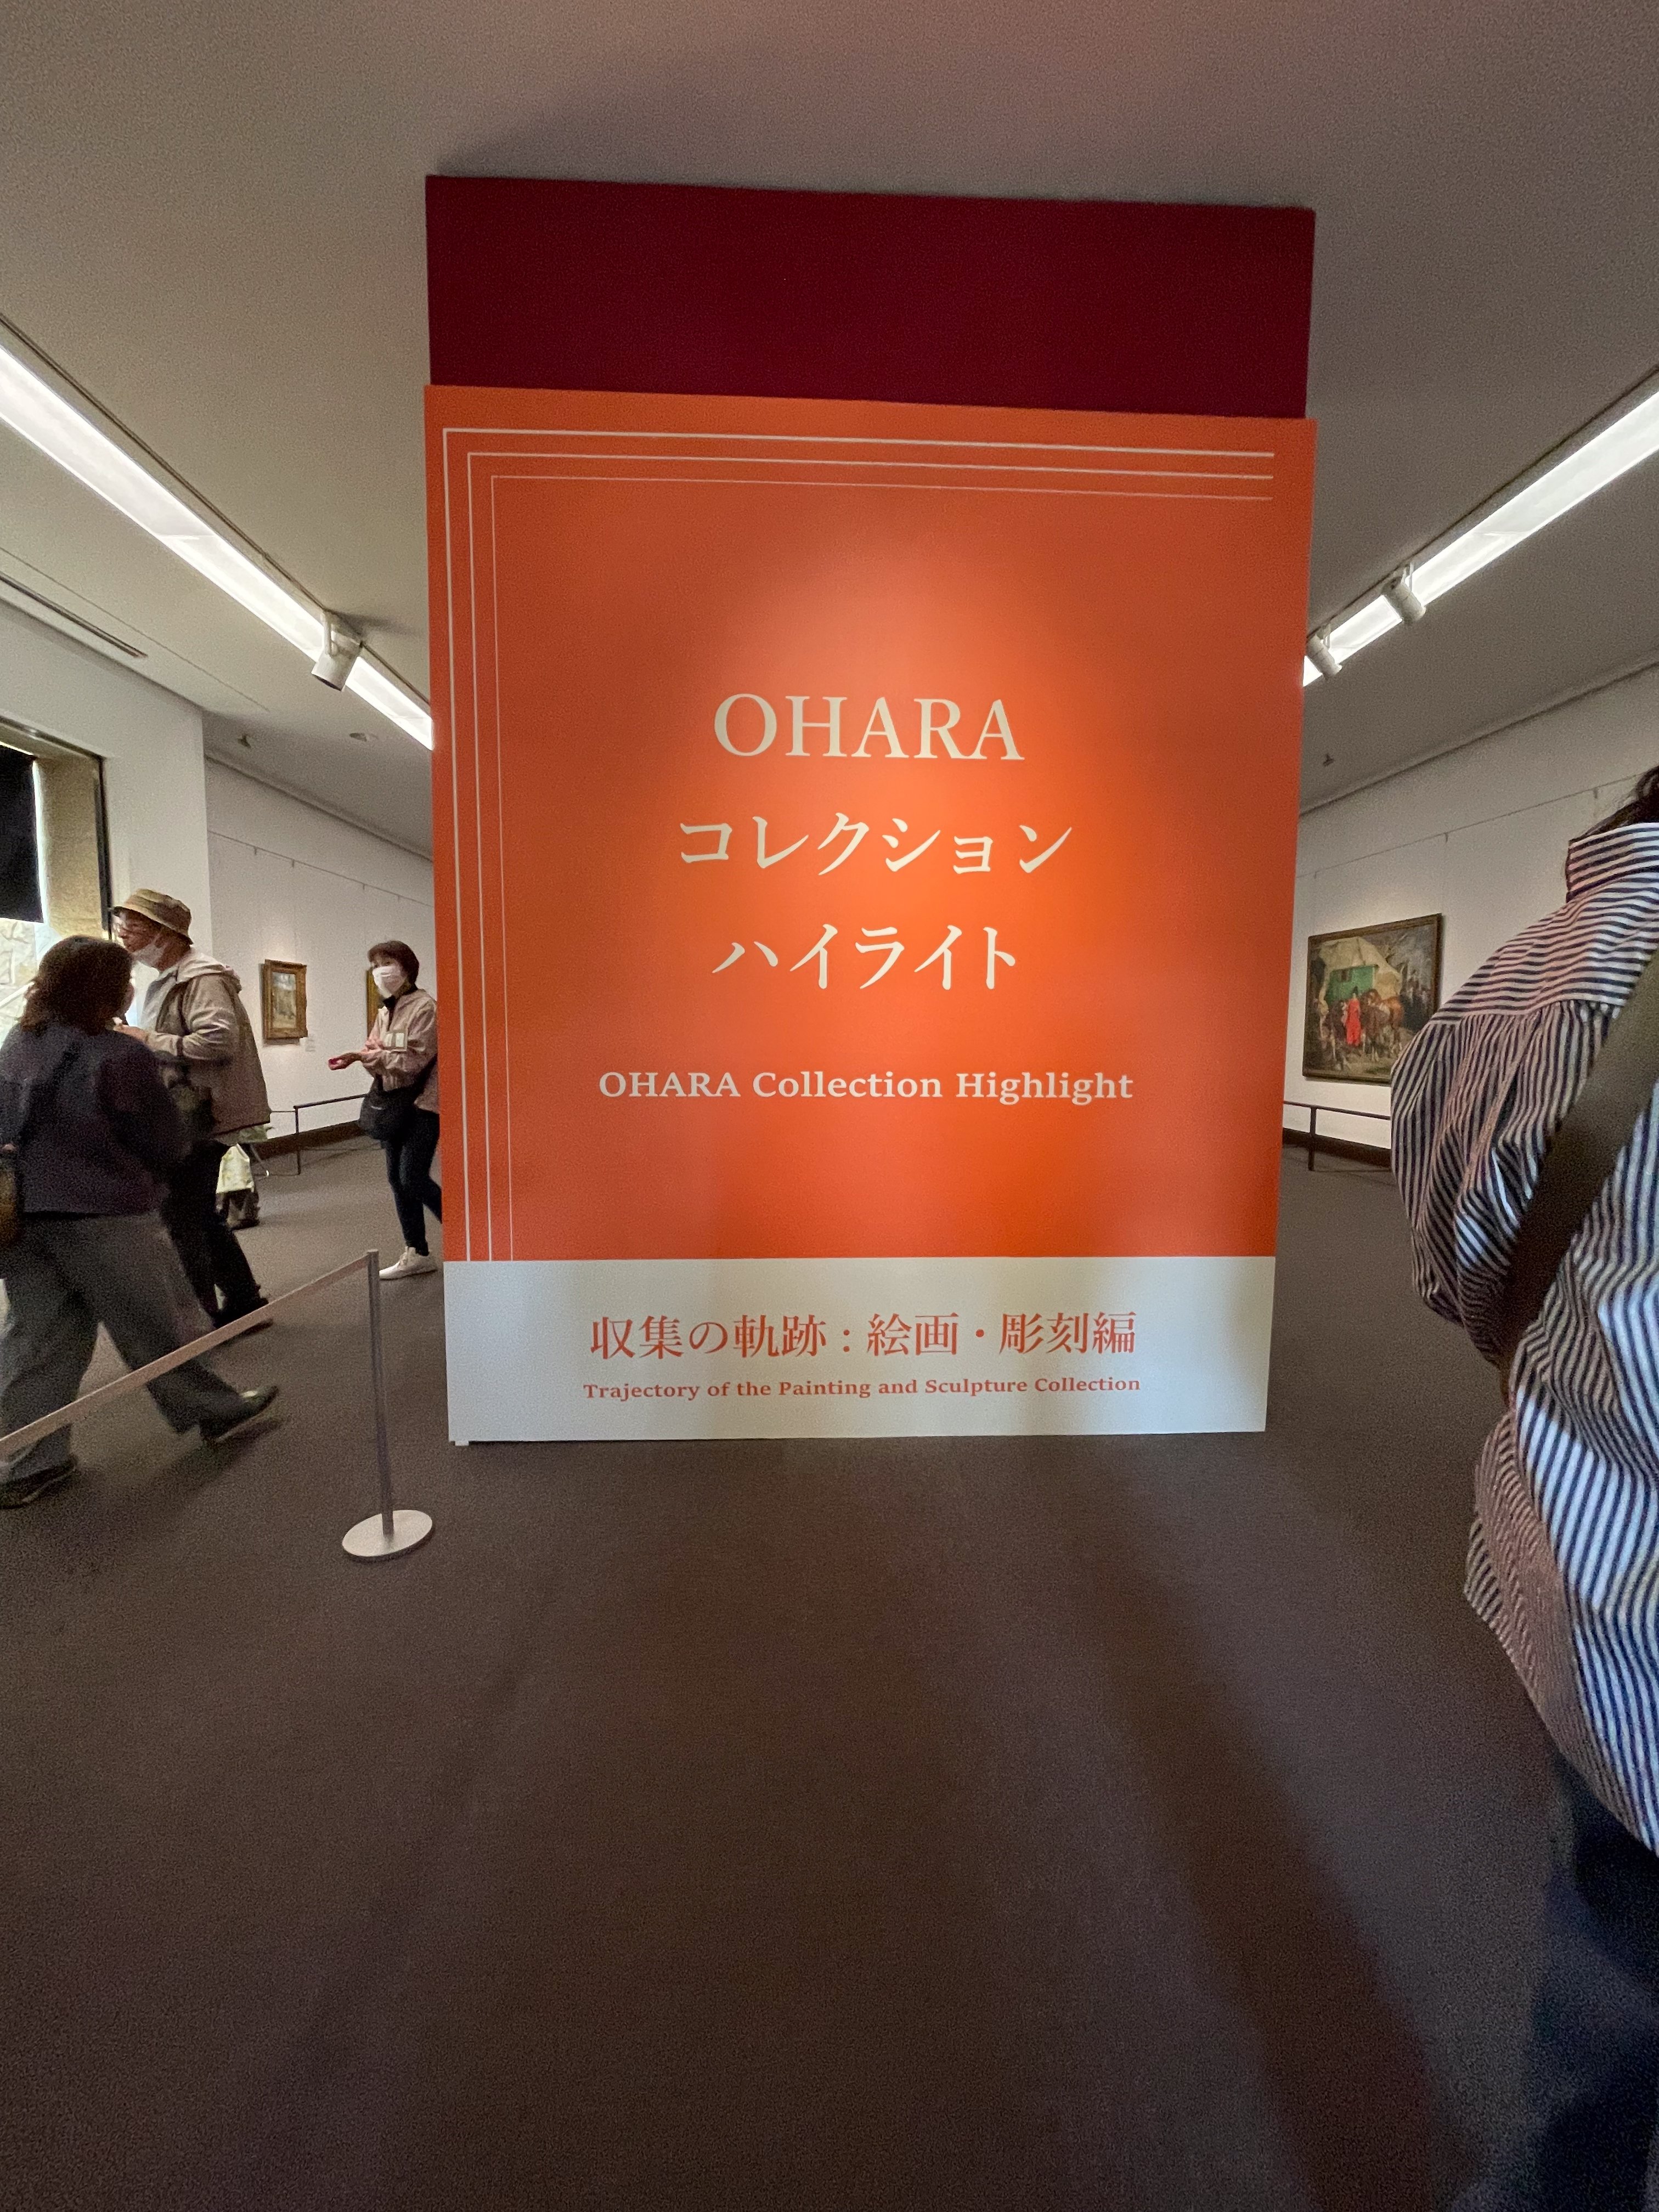 OHARA
コレクション
ハイライト
OHARA Collection Highlight
収集の軌跡：絵画・彫刻編
Trajectory of the Painting and Sculpture Collection